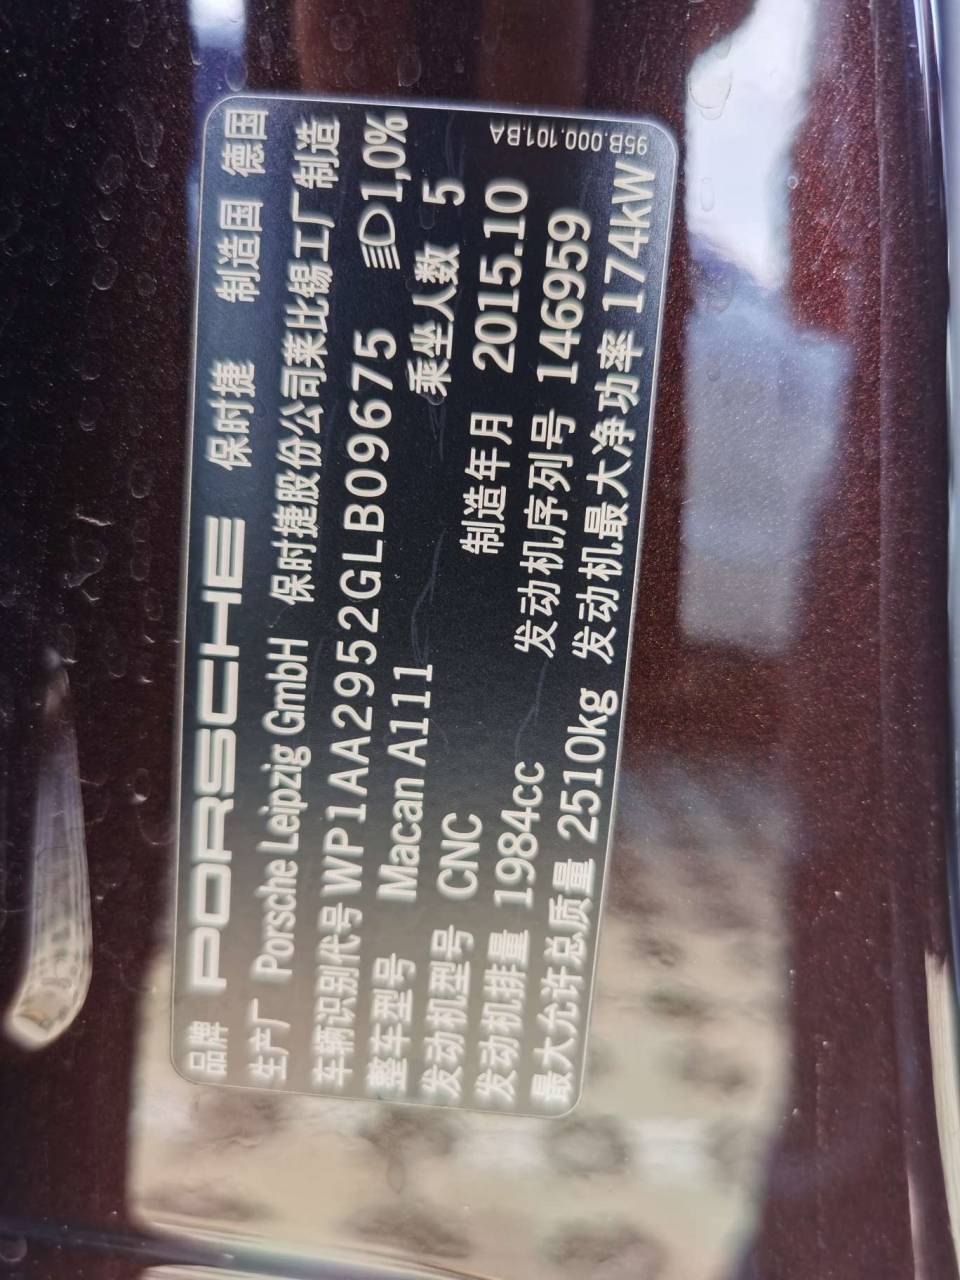 品牌 PORSCHE 保时捷 制造国 德国
生产厂 Porsche Leipzig GmbH 保时捷股份公司莱比锡工厂制造
车辆识别代号 WP1AA2952GLB09675 1,0%
整车型号 Macan A111 乘坐人数 5
发动机型号 CNC 制造年月 2015.10
发动机排量 1984cc 发动机序列号 146959
最大允许总质量 2510kg 发动机最大净功率 174kW
95B.000.101.BA